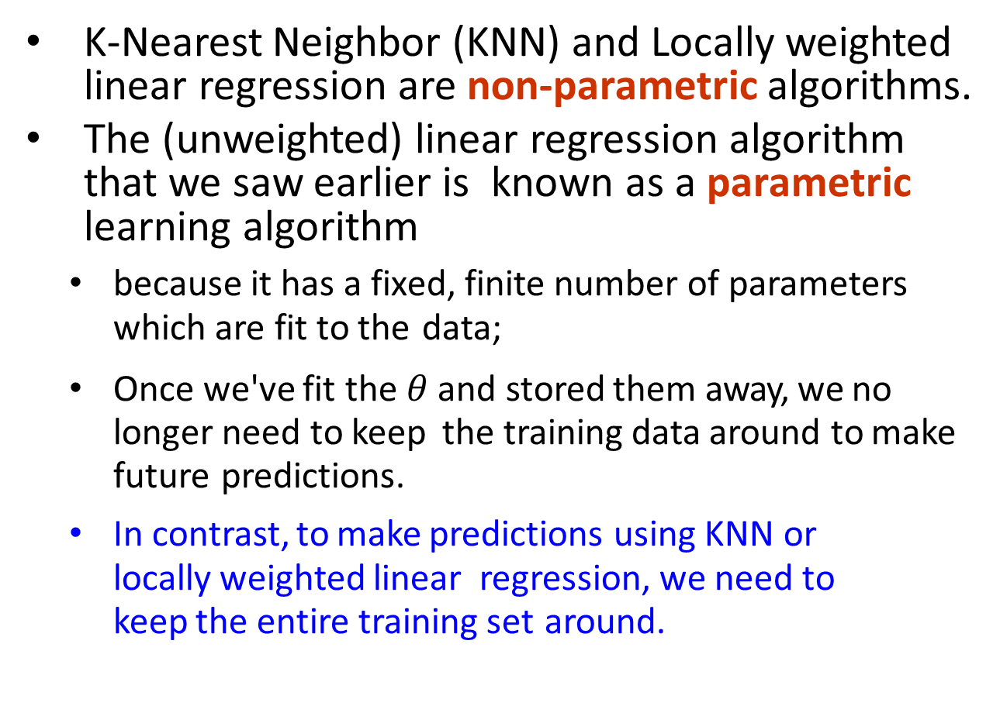 • K-Nearest Neighbor (KNN) and Locally weighted
linear regression are non-parametric algorithms.
• The (unweighted) linear regression algorithm
that we saw earlier is known as a parametric
learning algorithm
• because it has a fixed, finite number of parameters
which are fit to the data;
• Once we've fit the θ and stored them away, we no
longer need to keep the training data around to make
future predictions.
• In contrast, to make predictions using KNN or
locally weighted linear regression, we need to
keep the entire training set around.